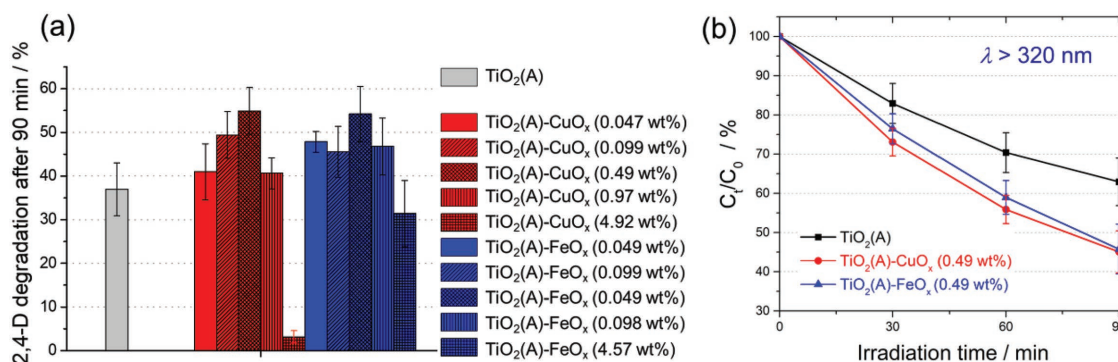 (a)
2,4-D degradation after 90 min / %
60
50
40
30
20
10
0
TiO₂(A)
TiO₂(A)-CuOₓ (0.047 wt%)
TiO₂(A)-CuOₓ (0.099 wt%)
TiO₂(A)-CuOₓ (0.49 wt%)
TiO₂(A)-CuOₓ (0.97 wt%)
TiO₂(A)-CuOₓ (4.92 wt%)
TiO₂(A)-FeOₓ (0.049 wt%)
TiO₂(A)-FeOₓ (0.099 wt%)
TiO₂(A)-FeOₓ (0.049 wt%)
TiO₂(A)-FeOₓ (0.098 wt%)
TiO₂(A)-FeOₓ (4.57 wt%)
(b)
λ > 320 nm
Cₜ/C₀ / %
100
90
80
70
60
50
40
30
TiO₂(A)
TiO₂(A)-CuOₓ (0.49 wt%)
TiO₂(A)-FeOₓ (0.49 wt%)
0 30 60
Irradiation time / min